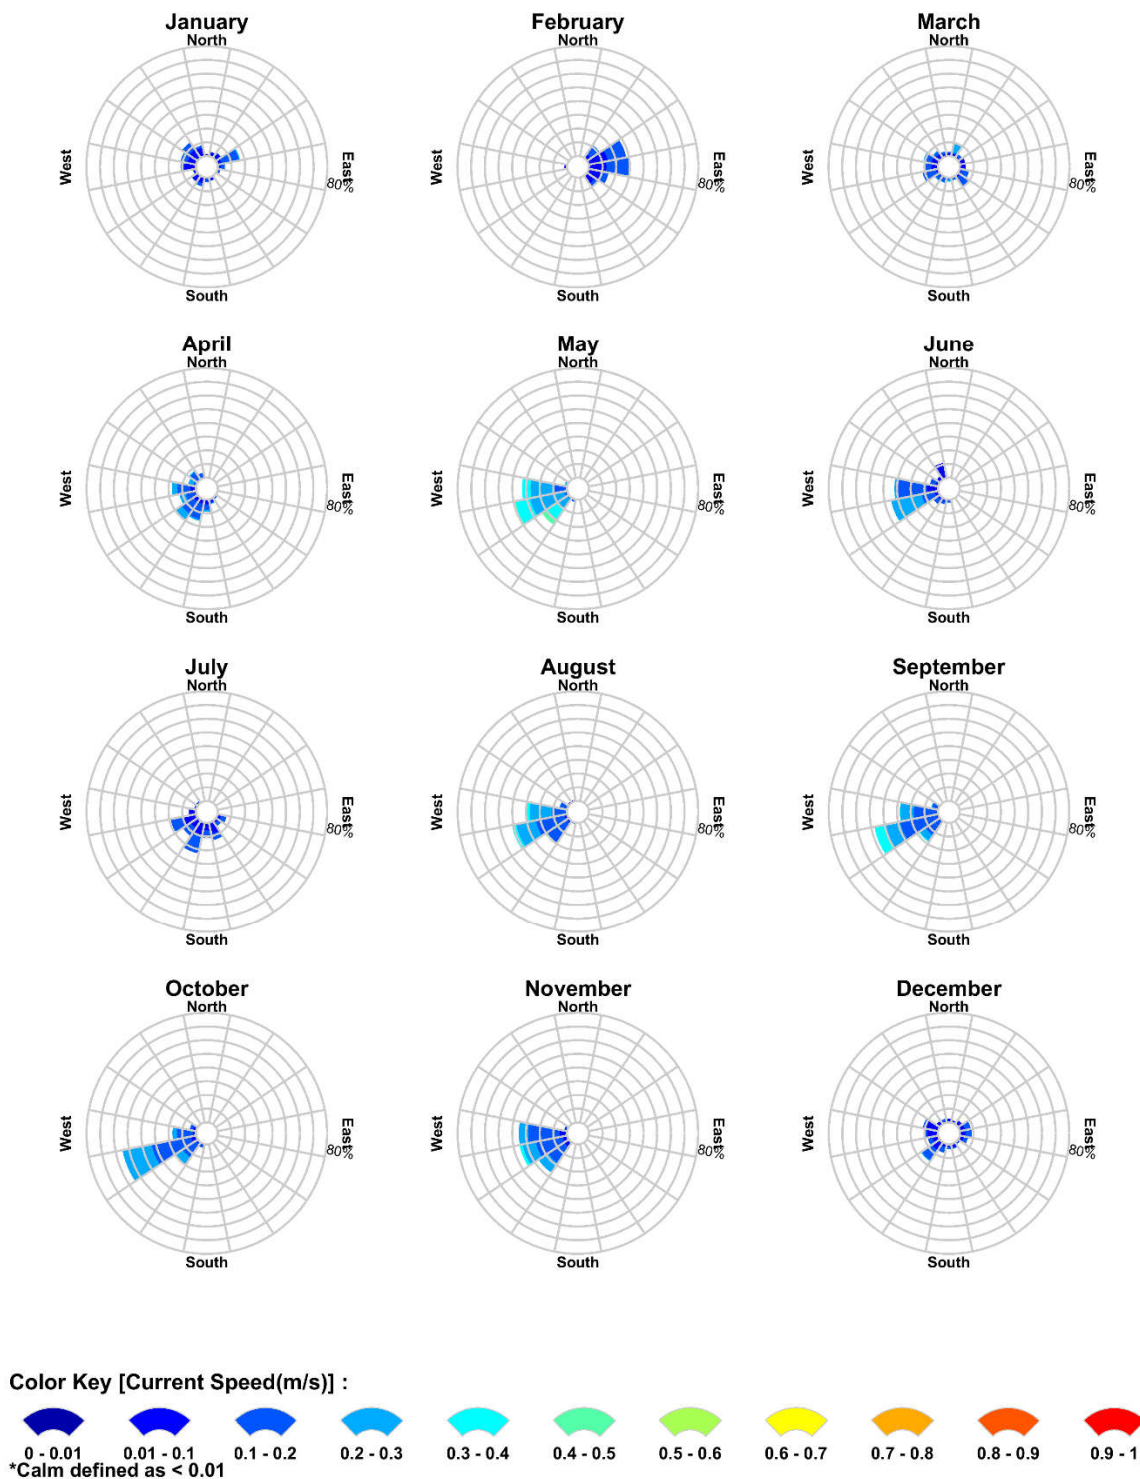 January February March
North North North
West East 80% West East 80% West East 80%
South South South
April May June
North North North
West East 80% West East 80% West East 80%
South South South
July August September
North North North
West East 80% West East 80% West East 80%
South South South
October November December
North North North
West East 80% West East 80% West East 80%
South South South
Color Key [Current Speed(m/s)] :
0 - 0.01 0.01 - 0.1 0.1 - 0.2 0.2 - 0.3 0.3 - 0.4 0.4 - 0.5 0.5 - 0.6 0.6 - 0.7 0.7 - 0.8 0.8 - 0.9 0.9 - 1
*Calm defined as < 0.01